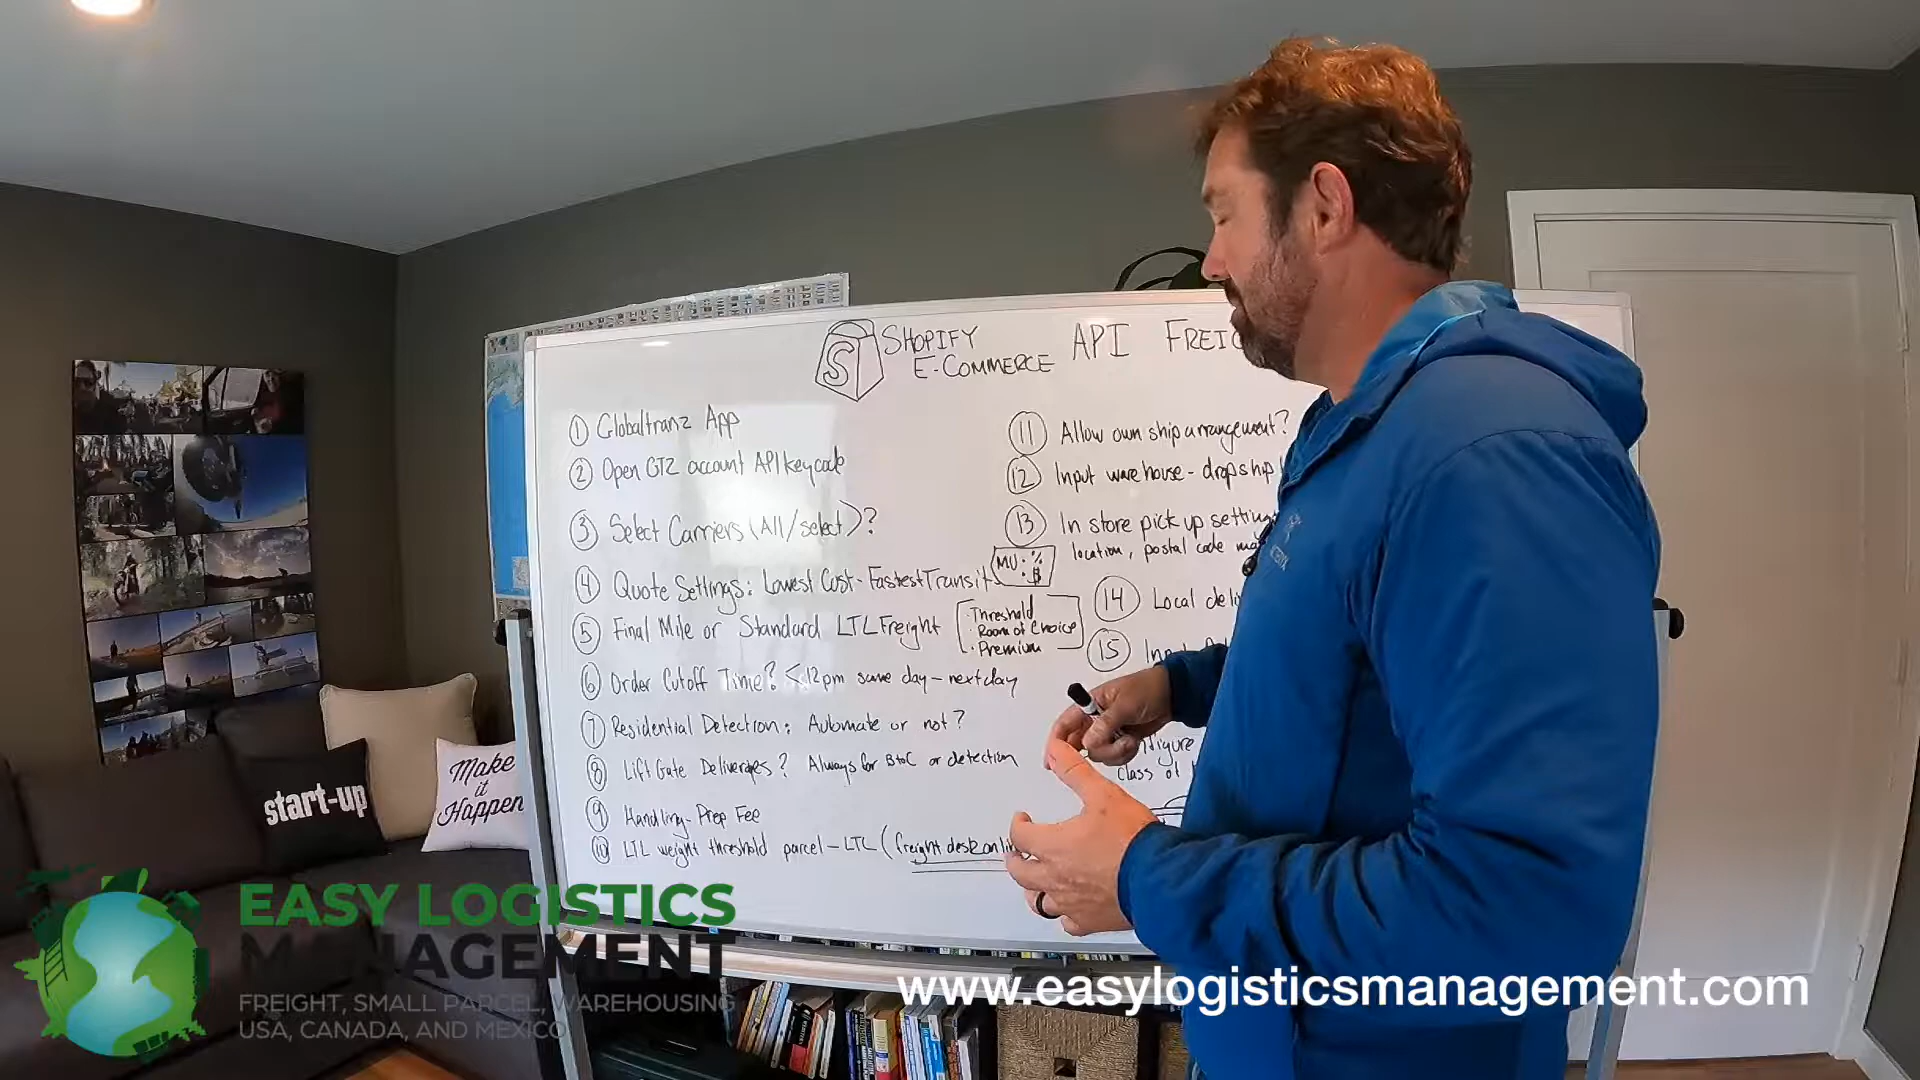 S
SHOPIFY
E-COMMERCE
API
① Globaltranz App
② Open GTZ account API keycode
③ Select Carriers (All/select)?
④ Quote Settings: Lowest Cost - Fastest Transit
MU: %
$
⑤ Final Mile or Standard LTL Freight
· Threshold
· Room of Choice
· Premium
⑥ Order Cutoff Time? < 12pm same day - next day
⑦ Residential Detection: Automate or not?
⑧ Lift Gate Deliveries? Always for BtoC or detection
⑨ Handling-Prep Fee
⑩ LTL weight threshold parcel - LTL (freight desk
⑪ Allow own ship arrangement?
⑫ Input warehouse - dropship
⑬ In store pick up
location, postal code
⑭ Local
⑮
class of
start-up
Make
it
Happen
EASY LOGISTICS
MANAGEMENT
FREIGHT, SMALL PARCEL, WAREHOUSING
USA, CANADA, AND MEXICO
www.easylogisticsmanagement.com